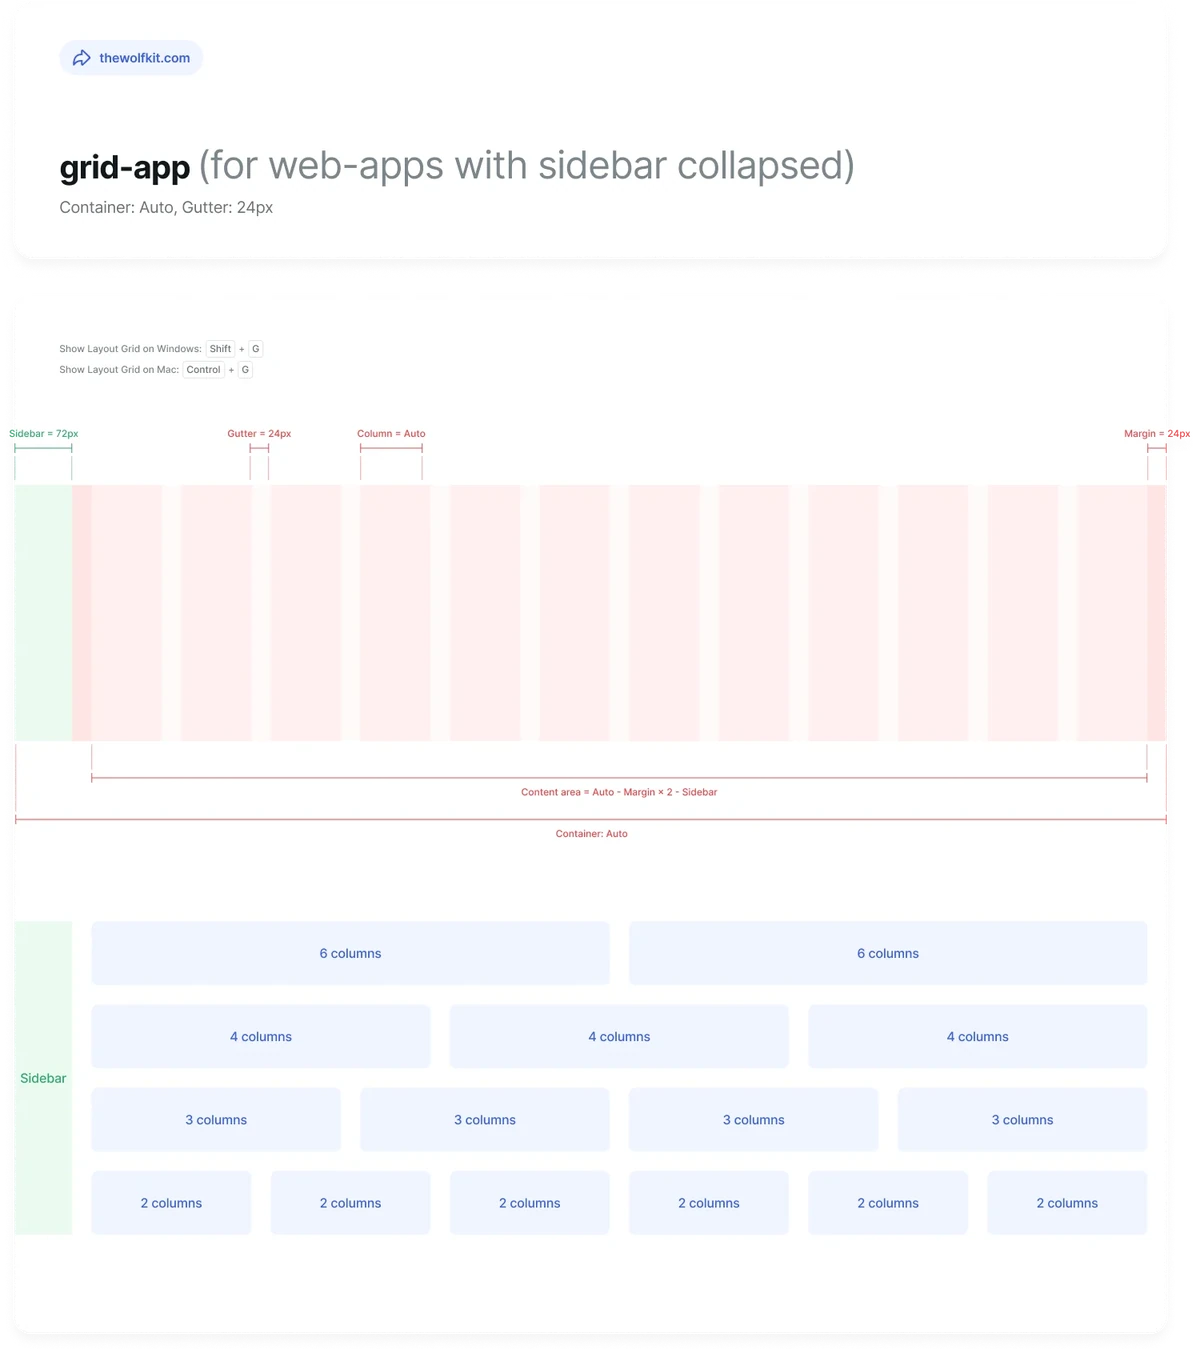 thewolfkit.com
grid-app (for web-apps with sidebar collapsed)
Container: Auto, Gutter: 24px
Show Layout Grid on Windows: Shift + G
Show Layout Grid on Mac: Control + G
Sidebar = 72px Gutter = 24px Column = Auto Margin = 24px
Content area = Auto - Margin × 2 - Sidebar
Container: Auto
6 columns 6 columns
4 columns 4 columns 4 columns
Sidebar
3 columns 3 columns 3 columns 3 columns
2 columns 2 columns 2 columns 2 columns 2 columns 2 columns